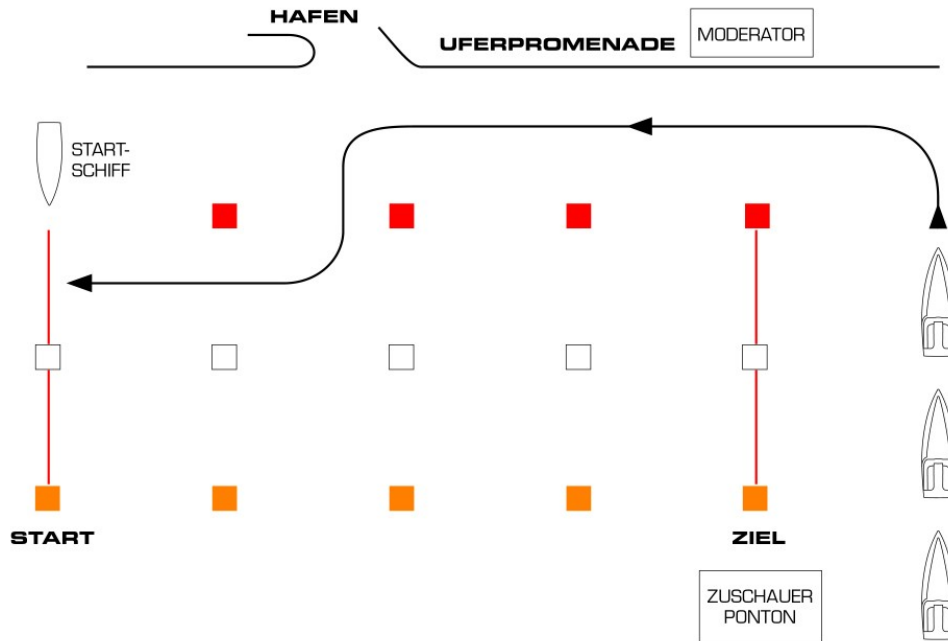 HAFEN
UFERPROMENADE
MODERATOR
START-
SCHIFF
START
ZIEL
ZUSCHAUER
PONTON